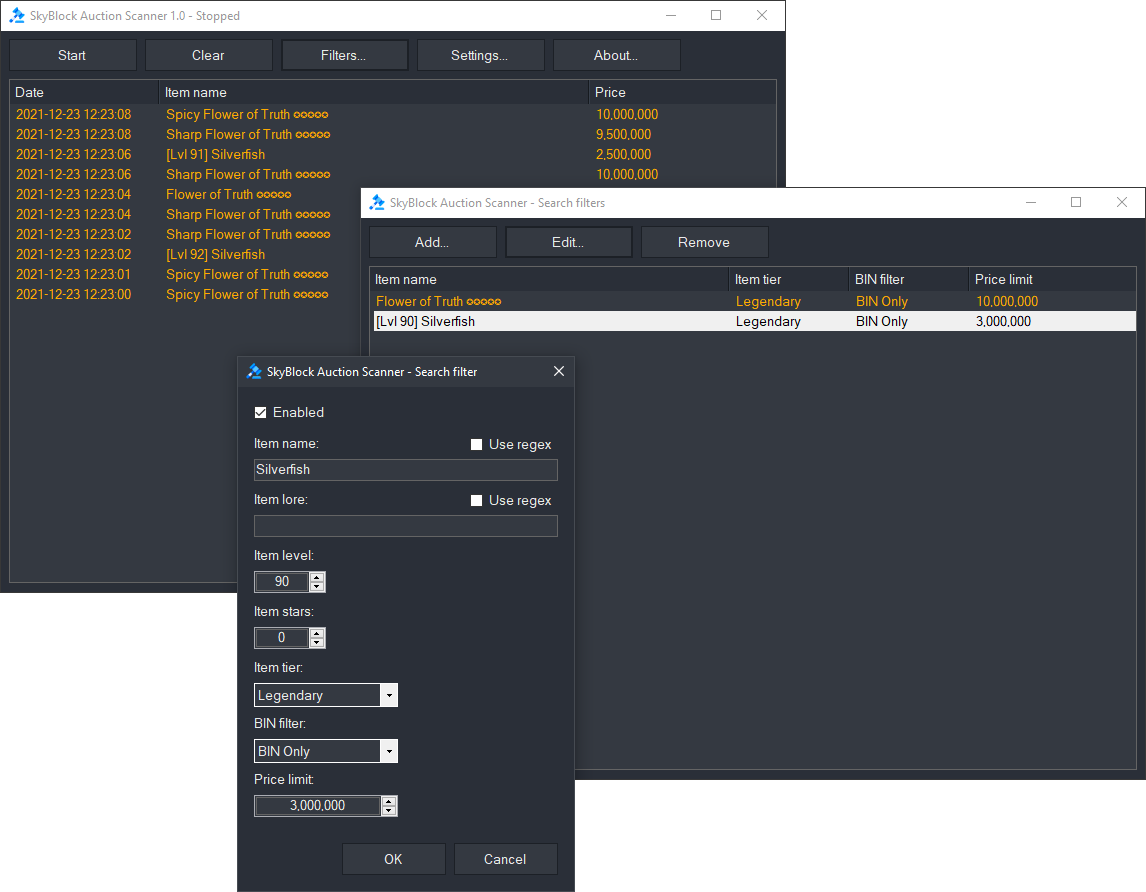 SkyBlock Auction Scanner 1.0 - Stopped
Start Clear Filters... Settings... About...
Date Item name Price
2021-12-23 12:23:08 Spicy Flower of Truth ✪✪✪✪✪ 10,000,000
2021-12-23 12:23:08 Sharp Flower of Truth ✪✪✪✪✪ 9,500,000
2021-12-23 12:23:06 [Lvl 91] Silverfish 2,500,000
2021-12-23 12:23:06 Sharp Flower of Truth ✪✪✪✪✪ 10,000,000
2021-12-23 12:23:04 Flower of Truth ✪✪✪✪✪
2021-12-23 12:23:04 Sharp Flower of Truth ✪✪✪✪✪
2021-12-23 12:23:02 Sharp Flower of Truth ✪✪✪✪✪
2021-12-23 12:23:02 [Lvl 92] Silverfish
2021-12-23 12:23:01 Spicy Flower of Truth ✪✪✪✪✪
2021-12-23 12:23:00 Spicy Flower of Truth ✪✪✪✪✪
SkyBlock Auction Scanner - Search filters
Add... Edit... Remove
Item name Item tier BIN filter Price limit
Flower of Truth ✪✪✪✪✪ Legendary BIN Only 10,000,000
[Lvl 90] Silverfish Legendary BIN Only 3,000,000
SkyBlock Auction Scanner - Search filter
Enabled
Item name: Use regex
Silverfish
Item lore: Use regex
Item level:
90
Item stars:
0
Item tier:
Legendary
BIN filter:
BIN Only
Price limit:
3,000,000
OK Cancel